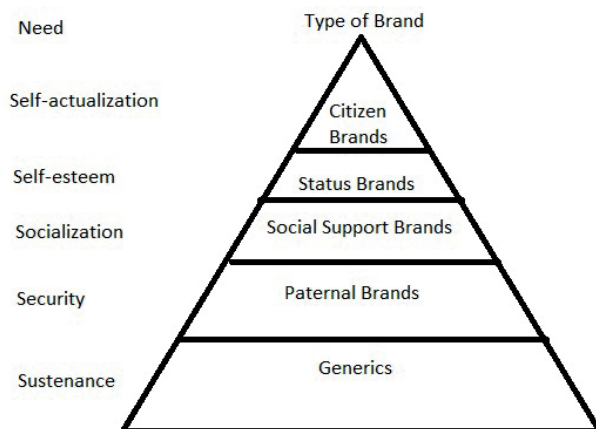 Need
Type of Brand
Self-actualization
Citizen
Brands
Self-esteem
Status Brands
Socialization
Social Support Brands
Security
Paternal Brands
Sustenance
Generics